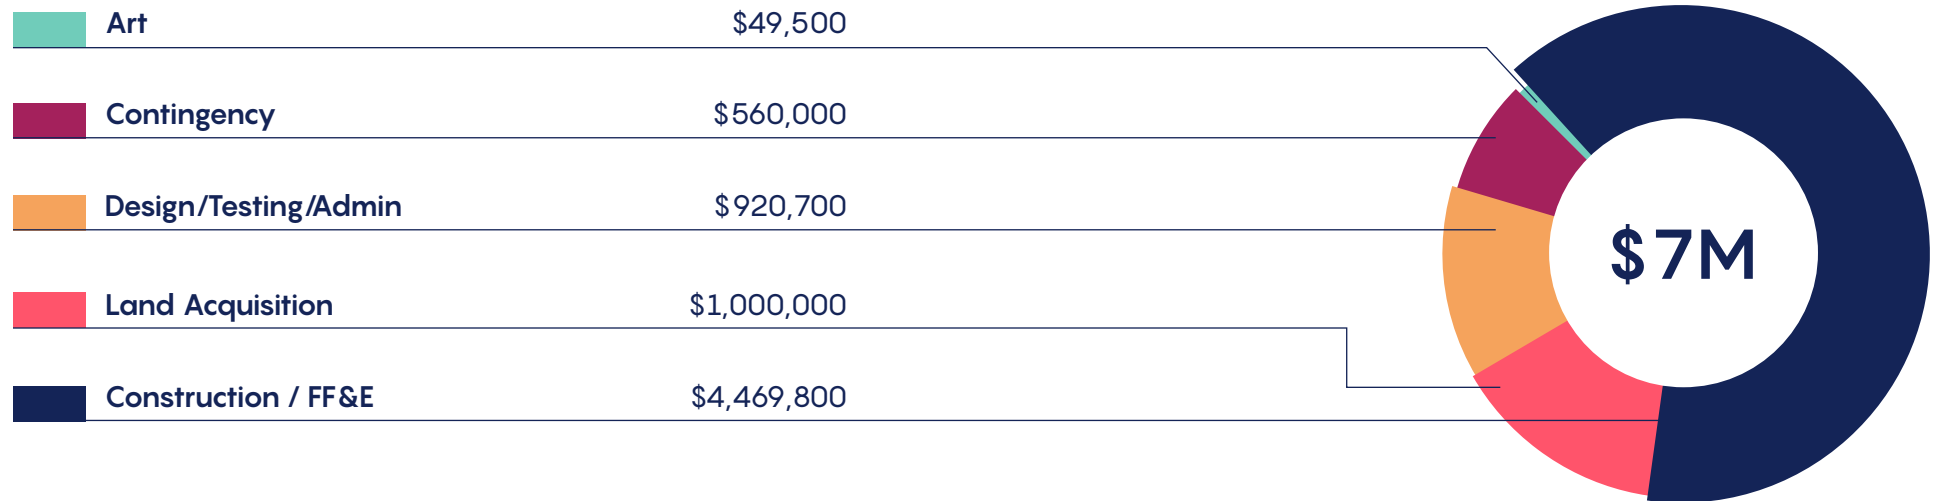 Art $49,500
Contingency $560,000
Design/Testing/Admin $920,700
$7M
Land Acquisition $1,000,000
Construction / FF&E $4,469,800